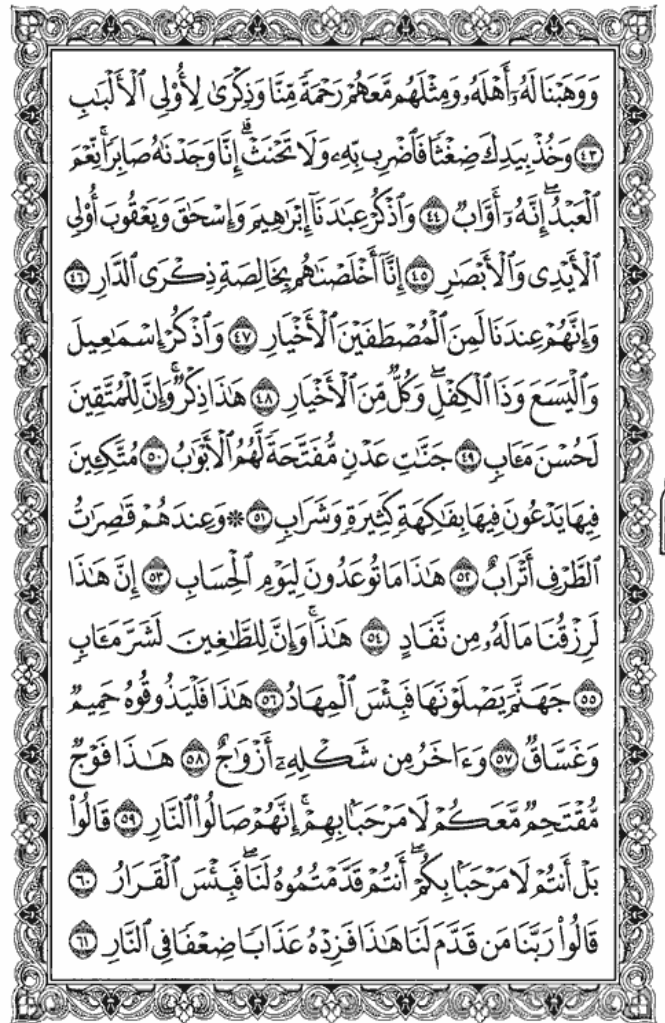 وَوَهَبْنَا لَهُۥٓ أَهْلَهُۥ وَمِثْلَهُم مَّعَهُمْ رَحْمَةً مِّنَّا وَذِكْرَىٰ لِأُو۟لِى ٱلْأَلْبَٰبِ
٤٣ وَخُذْ بِيَدِكَ ضِغْثًا فَٱضْرِب بِّهِۦ وَلَا تَحْنَثْ ۗ إِنَّا وَجَدْنَٰهُ صَابِرًا ۚ نِّعْمَ
ٱلْعَبْدُ ۖ إِنَّهُۥٓ أَوَّابٌ ٤٤ وَٱذْكُرْ عِبَٰدَنَآ إِبْرَٰهِيمَ وَإِسْحَٰقَ وَيَعْقُوبَ أُو۟لِى
ٱلْأَيْدِى وَٱلْأَبْصَٰرِ ٤٥ إِنَّآ أَخْلَصْنَٰهُم بِخَالِصَةٍ ذِكْرَى ٱلدَّارِ ٤٦
وَإِنَّهُمْ عِندَنَا لَمِنَ ٱلْمُصْطَفَيْنَ ٱلْأَخْيَارِ ٤٧ وَٱذْكُرْ إِسْمَٰعِيلَ
وَٱلْيَسَعَ وَذَا ٱلْكِفْلِ ۖ وَكُلٌّ مِّنَ ٱلْأَخْيَارِ ٤٨ هَٰذَا ذِكْرٌ ۚ وَإِنَّ لِلْمُتَّقِينَ
لَحُسْنَ مَـَٔابٍ ٤٩ جَنَّٰتِ عَدْنٍ مُّفَتَّحَةً لَّهُمُ ٱلْأَبْوَٰبُ ٥٠ مُتَّكِـِٔينَ
فِيهَا يَدْعُونَ فِيهَا بِفَٰكِهَةٍ كَثِيرَةٍ وَشَرَابٍ ٥١ ۞ وَعِندَهُمْ قَٰصِرَٰتُ
ٱلطَّرْفِ أَتْرَابٌ ٥٢ هَٰذَا مَا تُوعَدُونَ لِيَوْمِ ٱلْحِسَابِ ٥٣ إِنَّ هَٰذَا
لَرِزْقُنَا مَا لَهُۥ مِن نَّفَادٍ ٥٤ هَٰذَا ۚ وَإِنَّ لِلطَّٰغِينَ لَشَرَّ مَـَٔابٍ
٥٥ جَهَنَّمَ يَصْلَوْنَهَا فَبِئْسَ ٱلْمِهَادُ ٥٦ هَٰذَا فَلْيَذُوقُوهُ حَمِيمٌ
وَغَسَّاقٌ ٥٧ وَءَاخَرُ مِن شَكْلِهِۦٓ أَزْوَٰجٌ ٥٨ هَٰذَا فَوْجٌ
مُّقْتَحِمٌ مَّعَكُمْ لَا مَرْحَبًۢا بِهِمْ ۚ إِنَّهُمْ صَالُوا۟ ٱلنَّارِ ٥٩ قَالُوا۟
بَلْ أَنتُمْ لَا مَرْحَبًۢا بِكُمْ ۖ أَنتُمْ قَدَّمْتُمُوهُ لَنَا ۖ فَبِئْسَ ٱلْقَرَارُ ٦٠
قَالُوا۟ رَبَّنَا مَن قَدَّمَ لَنَا هَٰذَا فَزِدْهُ عَذَابًا ضِعْفًا فِى ٱلنَّارِ ٦١